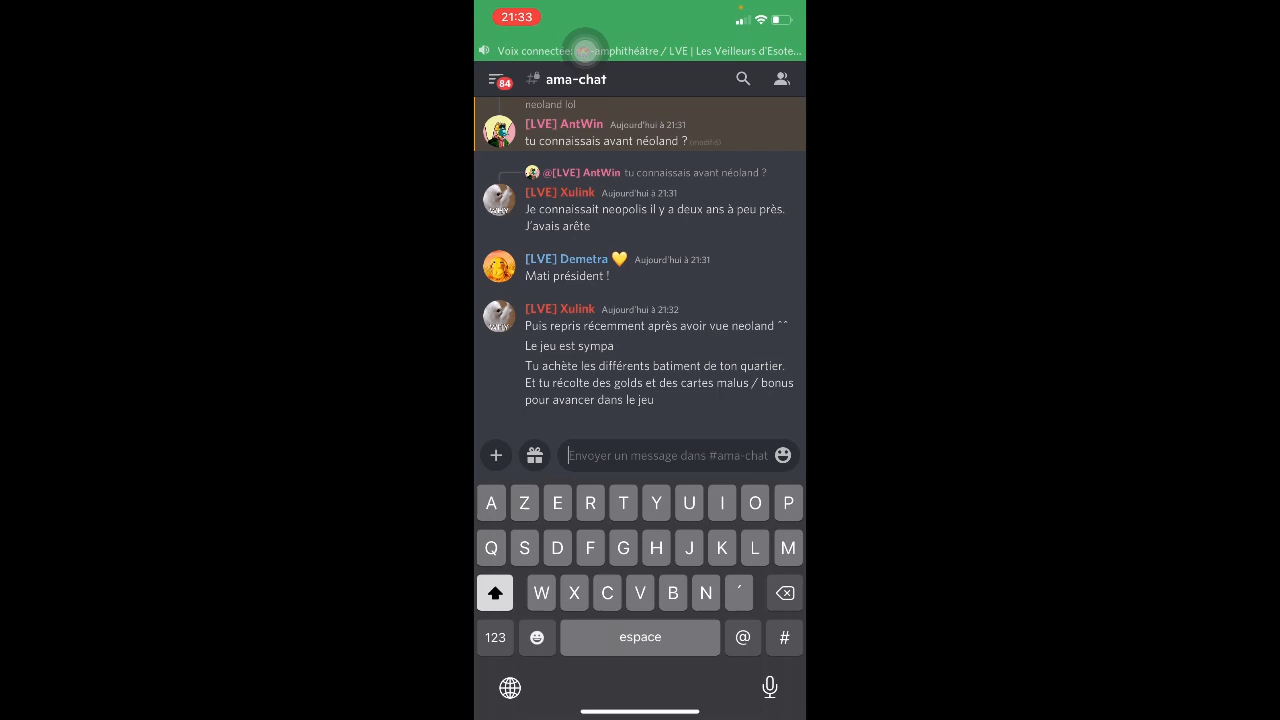 21:33
Voix connectée: amphithéâtre / LVE | Les Veilleurs d'Esote...
84
# ama-chat
neoland lol
[LVE] AntWin Aujourd'hui à 21:31
tu connaissais avant néoland ? (modifié)
@[LVE] AntWin tu connaissais avant néoland ?
[LVE] Xulink Aujourd'hui à 21:31
Je connaissait neopolis il y a deux ans à peu près.
J'avais arête
[LVE] Demetra 💛 Aujourd'hui à 21:31
Mati président !
[LVE] Xulink Aujourd'hui à 21:32
Puis repris récemment après avoir vue neoland ^^
Le jeu est sympa
Tu achète les différents batiment de ton quartier.
Et tu récolte des golds et des cartes malus / bonus
pour avancer dans le jeu
Envoyer un message dans #ama-chat
A Z E R T Y U I O P
Q S D F G H J K L M
W X C V B N ´
123 espace @ #